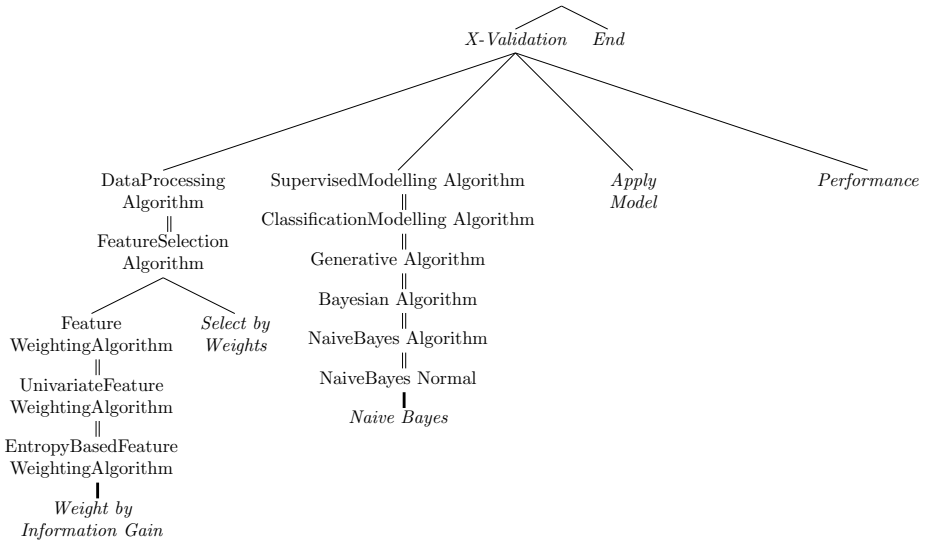 X-Validation End
DataProcessing
Algorithm
FeatureSelection
Algorithm
Feature
WeightingAlgorithm
UnivariateFeature
WeightingAlgorithm
EntropyBasedFeature
WeightingAlgorithm
Weight by
Information Gain
Select by
Weights
SupervisedModelling Algorithm
ClassificationModelling Algorithm
Generative Algorithm
Bayesian Algorithm
NaiveBayes Algorithm
NaiveBayes Normal
Naive Bayes
Apply
Model
Performance